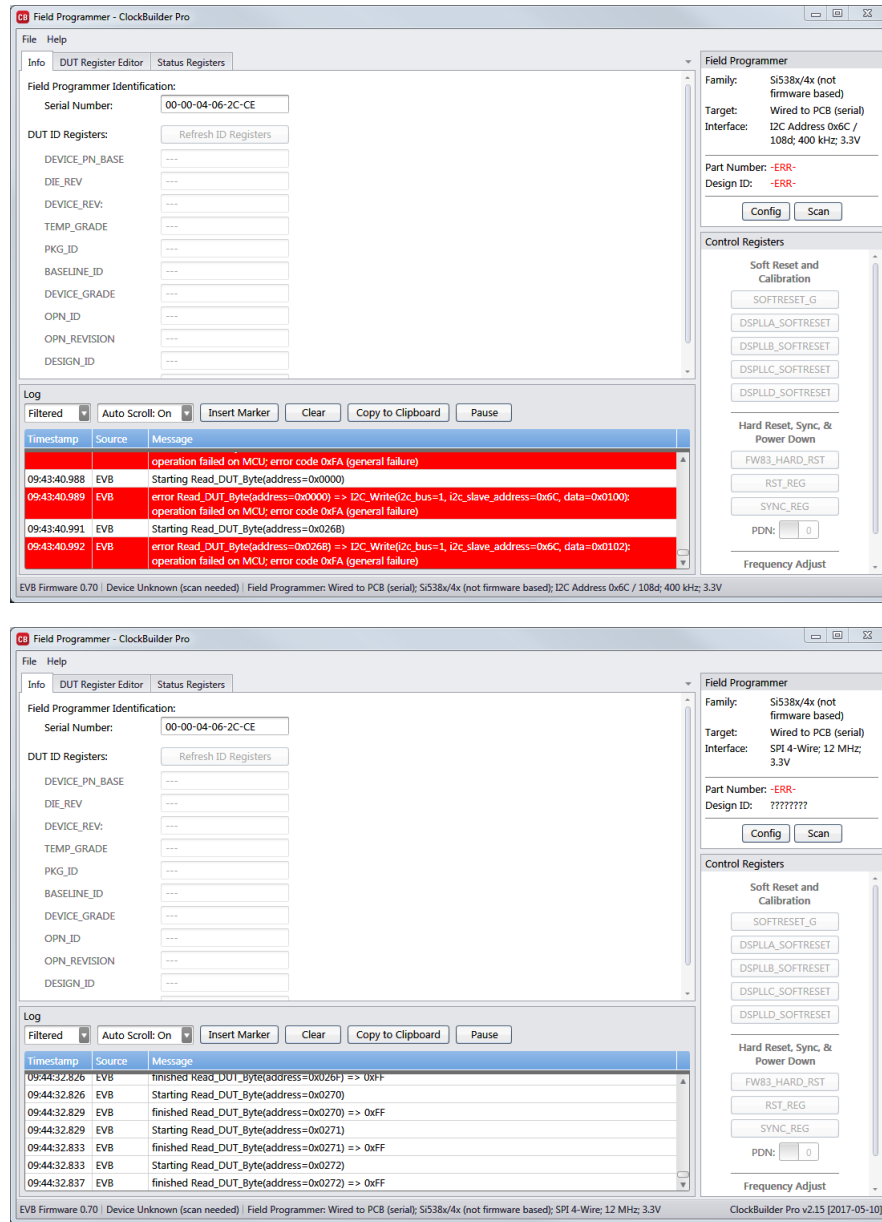 CB Field Programmer - ClockBuilder Pro
File Help
Info DUT Register Editor Status Registers
Field Programmer Identification:
Serial Number: 00-00-04-06-2C-CE
DUT ID Registers: Refresh ID Registers
DEVICE_PN_BASE ---
DIE_REV ---
DEVICE_REV: ---
TEMP_GRADE ---
PKG_ID ---
BASELINE_ID ---
DEVICE_GRADE ---
OPN_ID ---
OPN_REVISION ---
DESIGN_ID ---
Log
Filtered Auto Scroll: On Insert Marker Clear Copy to Clipboard Pause
Timestamp Source Message
operation failed on MCU; error code 0xFA (general failure)
09:43:40.988 EVB Starting Read_DUT_Byte(address=0x0000)
09:43:40.989 EVB error Read_DUT_Byte(address=0x0000) => I2C_Write(i2c_bus=1, i2c_slave_address=0x6C, data=0x0100):
operation failed on MCU; error code 0xFA (general failure)
09:43:40.991 EVB Starting Read_DUT_Byte(address=0x026B)
09:43:40.992 EVB error Read_DUT_Byte(address=0x026B) => I2C_Write(i2c_bus=1, i2c_slave_address=0x6C, data=0x0102):
operation failed on MCU; error code 0xFA (general failure)
Field Programmer
Family: Si538x/4x (not
firmware based)
Target: Wired to PCB (serial)
Interface: I2C Address 0x6C /
108d; 400 kHz; 3.3V
Part Number: -ERR-
Design ID: -ERR-
Config Scan
Control Registers
Soft Reset and
Calibration
SOFTRESET_G
DSPLLA_SOFTRESET
DSPLLB_SOFTRESET
DSPLLC_SOFTRESET
DSPLLD_SOFTRESET
Hard Reset, Sync, &
Power Down
FW83_HARD_RST
RST_REG
SYNC_REG
PDN: 0
Frequency Adjust
EVB Firmware 0.70 | Device Unknown (scan needed) | Field Programmer: Wired to PCB (serial); Si538x/4x (not firmware based); I2C Address 0x6C / 108d; 400 kHz; 3.3V
CB Field Programmer - ClockBuilder Pro
File Help
Info DUT Register Editor Status Registers
Field Programmer Identification:
Serial Number: 00-00-04-06-2C-CE
DUT ID Registers: Refresh ID Registers
DEVICE_PN_BASE ---
DIE_REV ---
DEVICE_REV: ---
TEMP_GRADE ---
PKG_ID ---
BASELINE_ID ---
DEVICE_GRADE ---
OPN_ID ---
OPN_REVISION ---
DESIGN_ID ---
Log
Filtered Auto Scroll: On Insert Marker Clear Copy to Clipboard Pause
Timestamp Source Message
09:44:32.826 EVB finished Read_DUT_Byte(address=0x026F) => 0xFF
09:44:32.826 EVB Starting Read_DUT_Byte(address=0x0270)
09:44:32.829 EVB finished Read_DUT_Byte(address=0x0270) => 0xFF
09:44:32.829 EVB Starting Read_DUT_Byte(address=0x0271)
09:44:32.833 EVB finished Read_DUT_Byte(address=0x0271) => 0xFF
09:44:32.833 EVB Starting Read_DUT_Byte(address=0x0272)
09:44:32.837 EVB finished Read_DUT_Byte(address=0x0272) => 0xFF
Field Programmer
Family: Si538x/4x (not
firmware based)
Target: Wired to PCB (serial)
Interface: SPI 4-Wire; 12 MHz;
3.3V
Part Number: -ERR-
Design ID: ????????
Config Scan
Control Registers
Soft Reset and
Calibration
SOFTRESET_G
DSPLLA_SOFTRESET
DSPLLB_SOFTRESET
DSPLLC_SOFTRESET
DSPLLD_SOFTRESET
Hard Reset, Sync, &
Power Down
FW83_HARD_RST
RST_REG
SYNC_REG
PDN: 0
Frequency Adjust
EVB Firmware 0.70 | Device Unknown (scan needed) | Field Programmer: Wired to PCB (serial); Si538x/4x (not firmware based); SPI 4-Wire; 12 MHz; 3.3V ClockBuilder Pro v2.15 [2017-05-10]